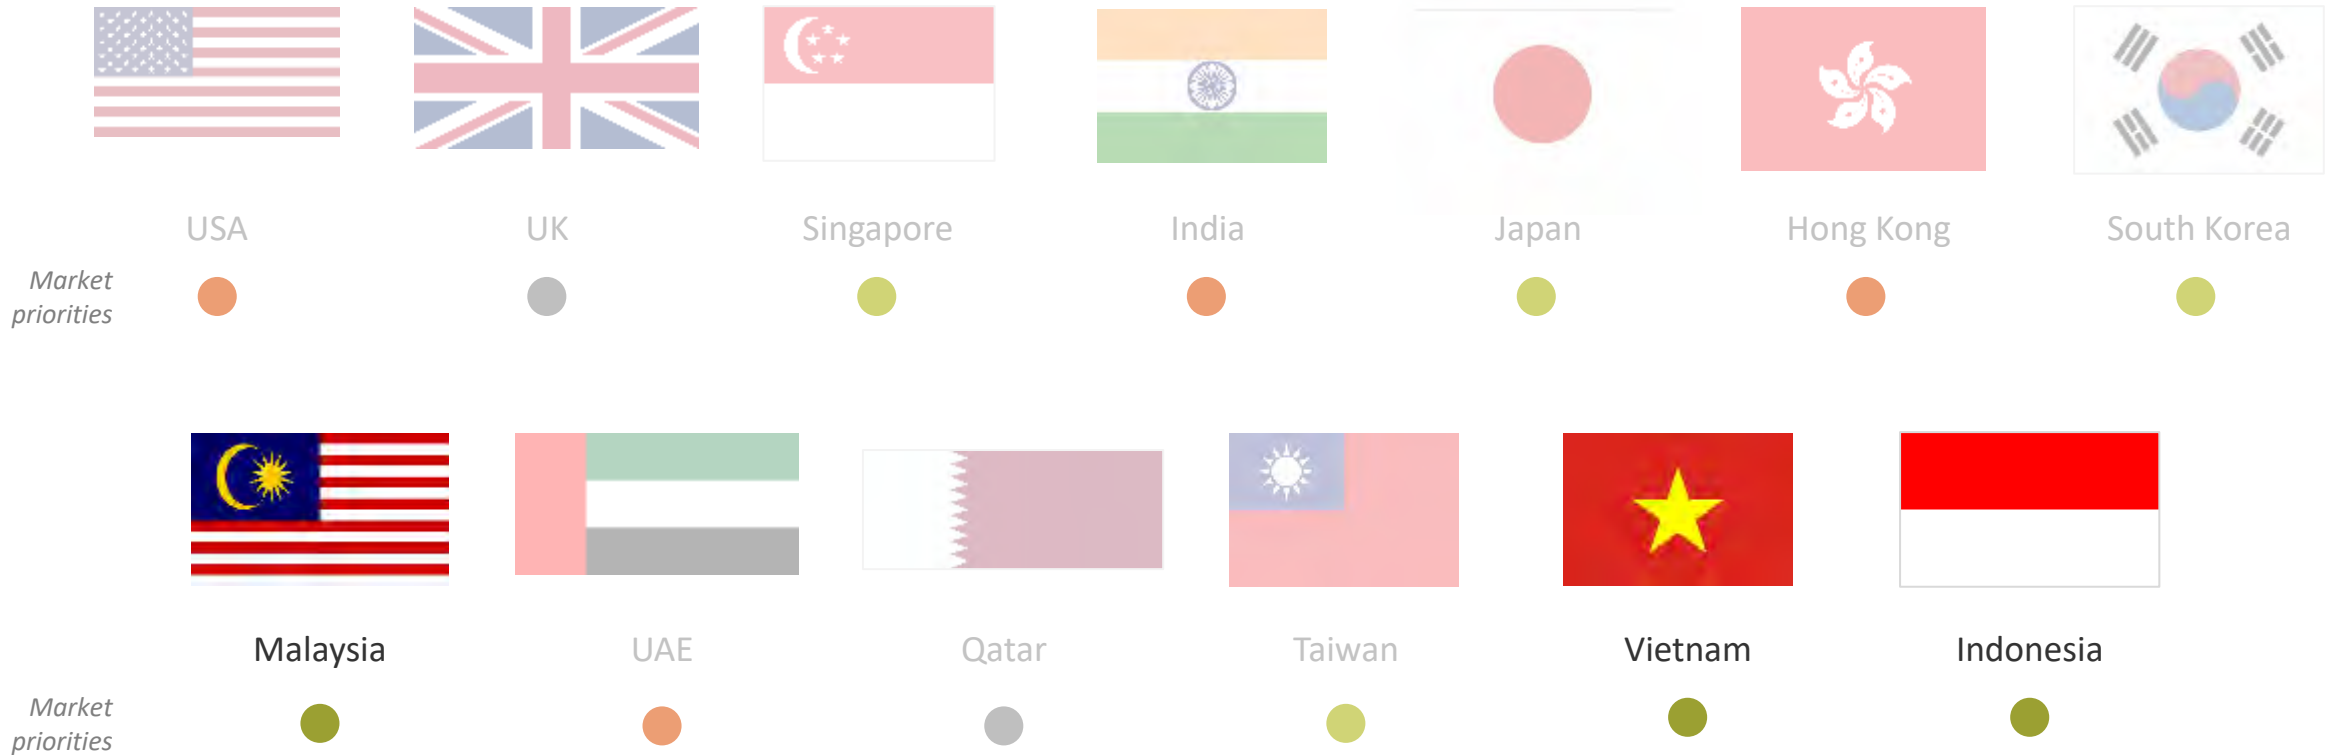 USA
UK
Singapore
India
Japan
Hong Kong
South Korea
Market
priorities
Malaysia
UAE
Qatar
Taiwan
Vietnam
Indonesia
Market
priorities